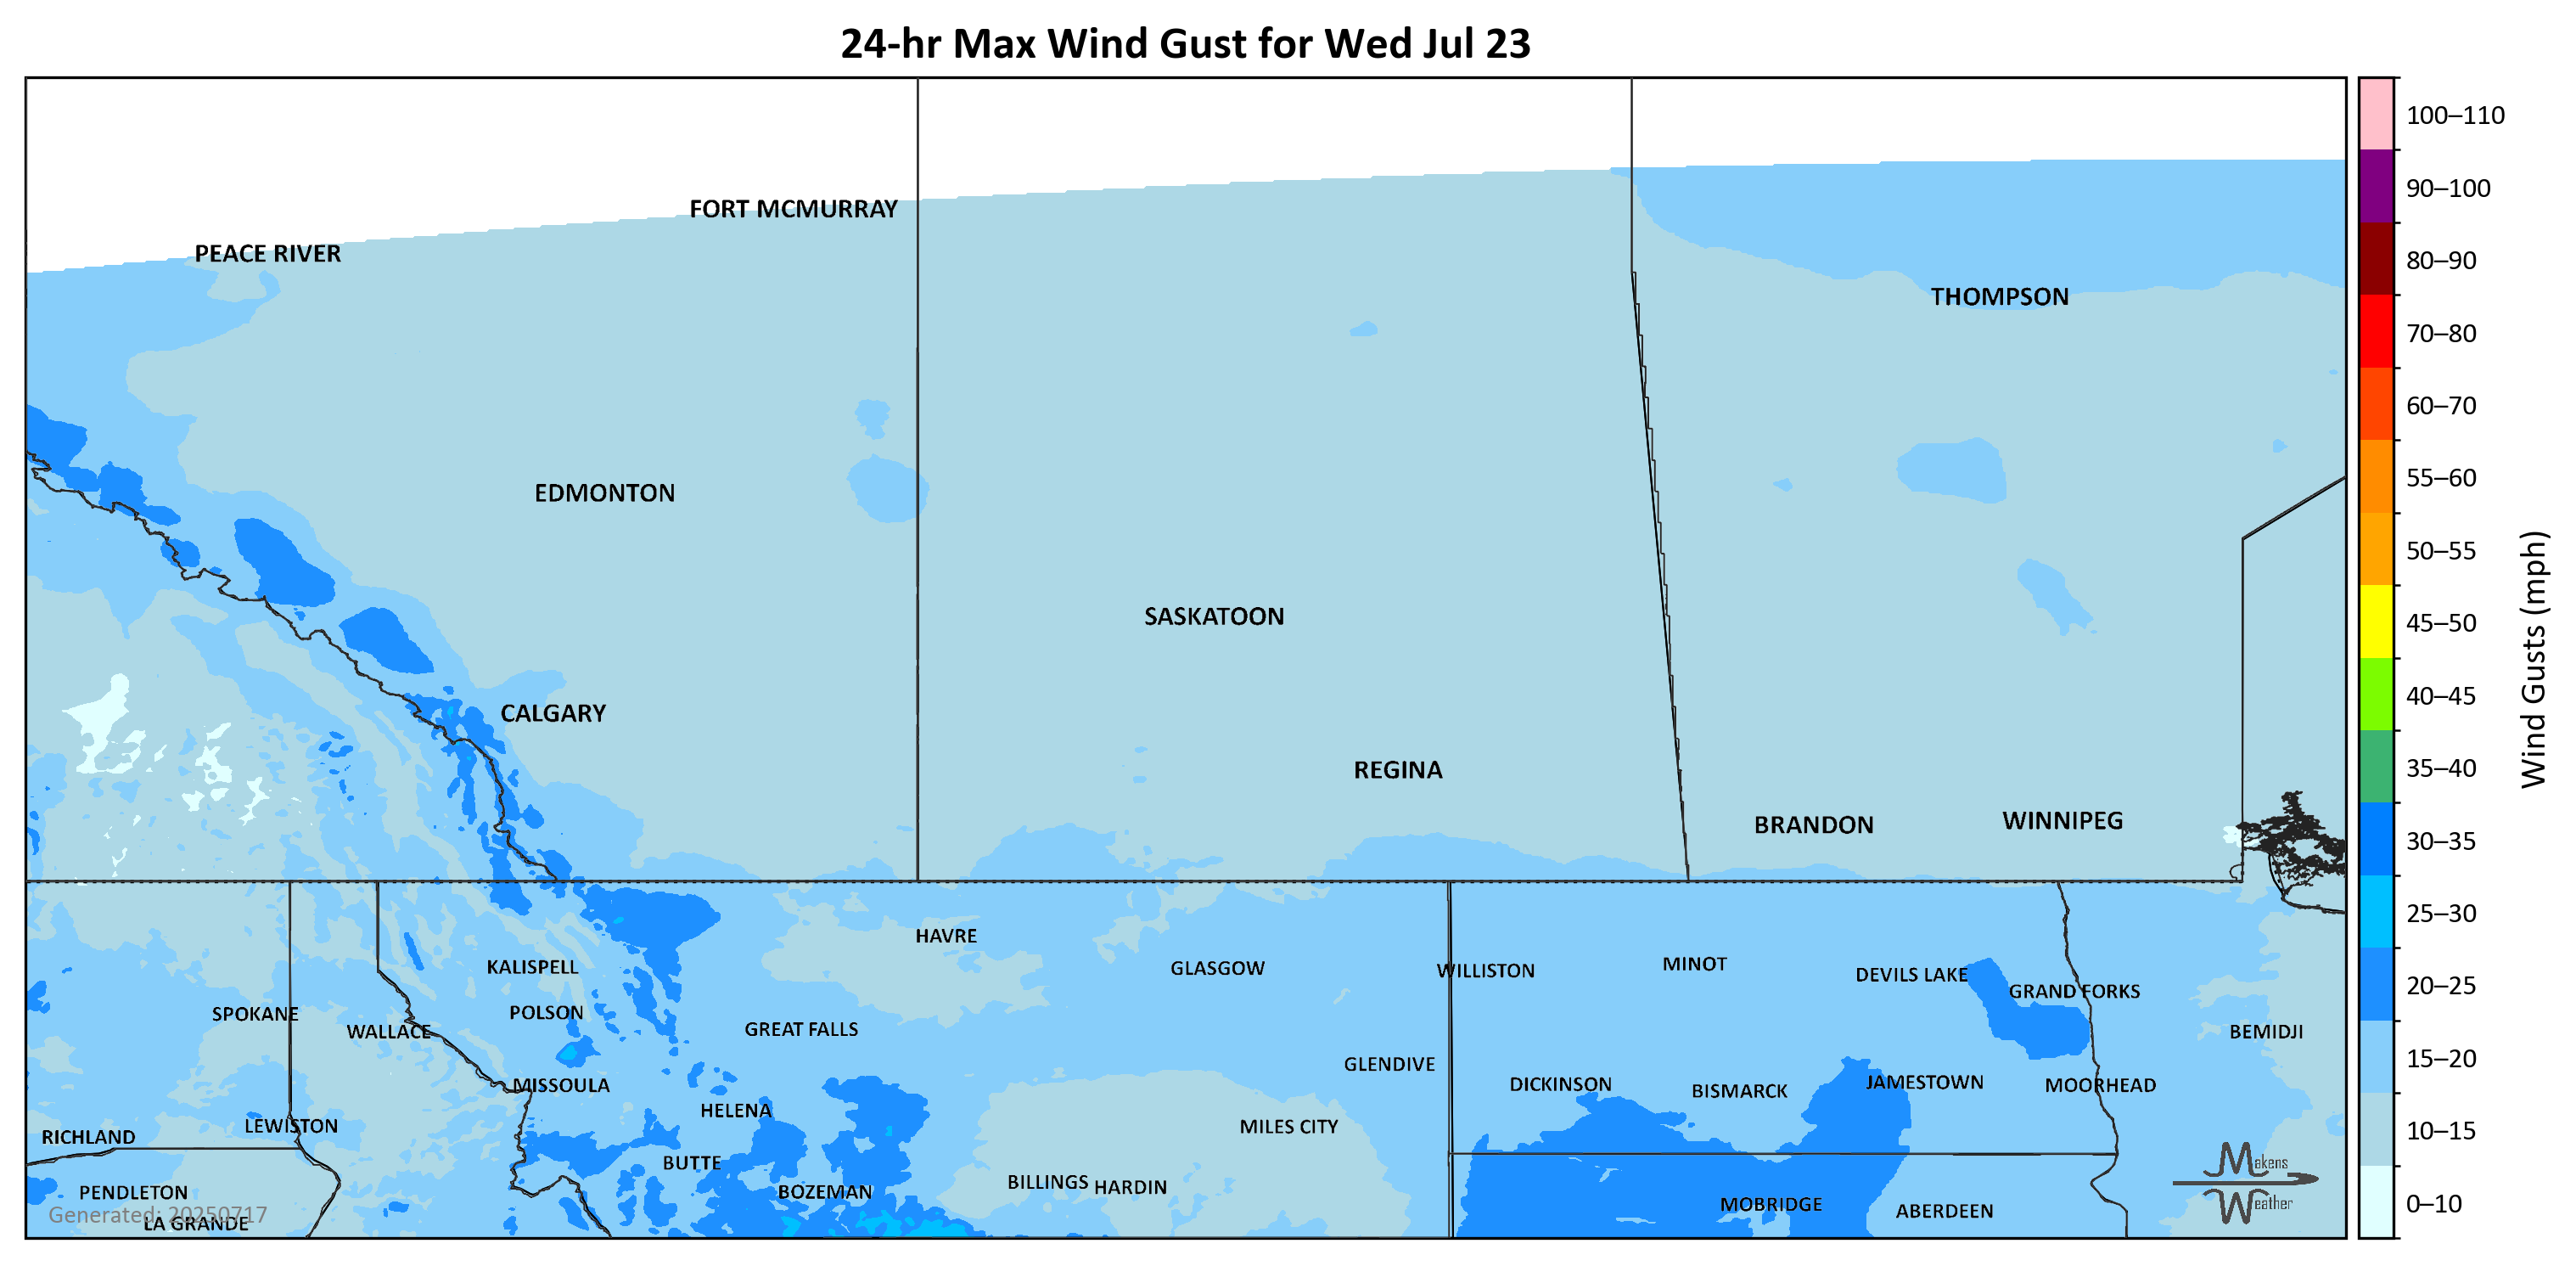 24-hr Max Wind Gust for Wed Jul 23
100–110
90–100
80–90
70–80
60–70
55–60
50–55
45–50
40–45
35–40
30–35
25–30
20–25
15–20
10–15
0–10
Wind Gusts (mph)
FORT MCMURRAY
PEACE RIVER
THOMPSON
EDMONTON
SASKATOON
CALGARY
REGINA
BRANDON
WINNIPEG
HAVRE
KALISPELL
GLASGOW
WILLISTON
MINOT
DEVILS LAKE
GRAND FORKS
SPOKANE
POLSON
WALLACE
GREAT FALLS
BEMIDJI
GLENDIVE
MISSOULA
DICKINSON
BISMARCK
JAMESTOWN
MOORHEAD
HELENA
LEWISTON
MILES CITY
RICHLAND
BUTTE
PENDLETON
BOZEMAN
BILLINGS
HARDIN
MOBRIDGE
ABERDEEN
Generated: 20250717
LA GRANDE
Makens
Weather